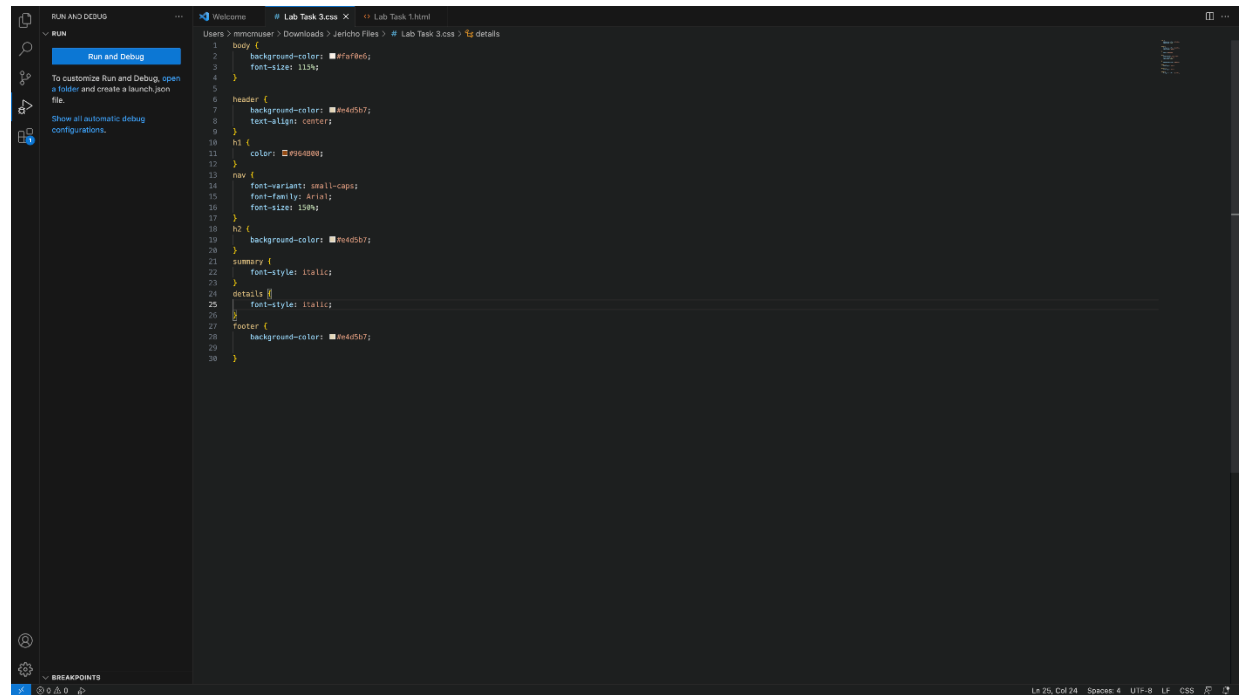 RUN AND DEBUG ···
RUN
Run and Debug
To customize Run and Debug, open
a folder and create a launch.json
file.
Show all automatic debug
configurations.
1
BREAKPOINTS
Welcome # Lab Task 3.css × <> Lab Task 1.html ···
Users > mmcmuser > Downloads > Jericho Files > # Lab Task 3.css > details
1 body {
2 background-color: #faf0e6;
3 font-size: 115%;
4 }
5
6 header {
7 background-color: #e4d5b7;
8 text-align: center;
9 }
10 h1 {
11 color: #964B00;
12 }
13 nav {
14 font-variant: small-caps;
15 font-family: Arial;
16 font-size: 150%;
17 }
18 h2 {
19 background-color: #e4d5b7;
20 }
21 summary {
22 font-style: italic;
23 }
24 details {
25 font-style: italic;
26 }
27 footer {
28 background-color: #e4d5b7;
29
30 }
0 0 Ln 25, Col 24 Spaces: 4 UTF-8 LF CSS